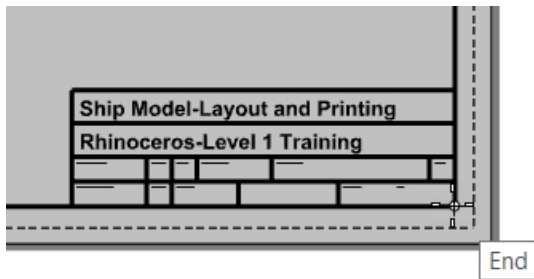 Ship Model-Layout and Printing
Rhinoceros-Level 1 Training
End